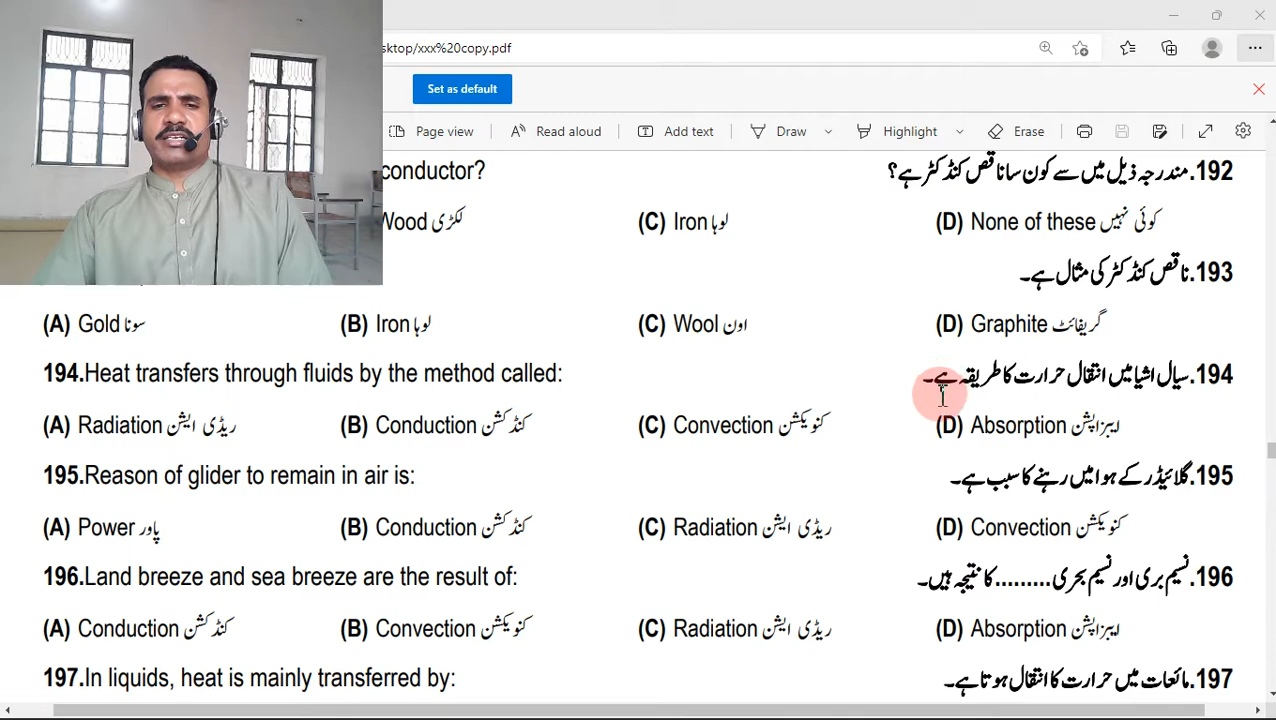 sktop/xxx%20copy.pdf
Set as default
Page view Read aloud Add text Draw Highlight Erase
conductor? 192.مندرجہ ذیل میں سے کون سا ناقص کنڈکٹر ہے؟
Wood لکڑی (C) Iron لوہا (D) None of these کوئی نہیں
193.ناقص کنڈکٹر کی مثال ہے۔
(A) Gold سونا (B) Iron لوہا (C) Wool اون (D) Graphite گریفائٹ
194.Heat transfers through fluids by the method called: 194.سیال اشیا میں انتقال حرارت کا طریقہ ہے۔
(A) Radiation ریڈی ایشن (B) Conduction کنڈکشن (C) Convection کنویکشن (D) Absorption ایبزاپشن
195.Reason of glider to remain in air is: 195.گلائیڈر کے ہوا میں رہنے کا سبب ہے۔
(A) Power پاور (B) Conduction کنڈکشن (C) Radiation ریڈی ایشن (D) Convection کنویکشن
196.Land breeze and sea breeze are the result of: 196.نسیم بری اور نسیم بحری ......... کا نتیجہ ہیں۔
(A) Conduction کنڈکشن (B) Convection کنویکشن (C) Radiation ریڈی ایشن (D) Absorption ایبزاپشن
197.In liquids, heat is mainly transferred by: 197.مائعات میں حرارت کا انتقال ہوتا ہے۔